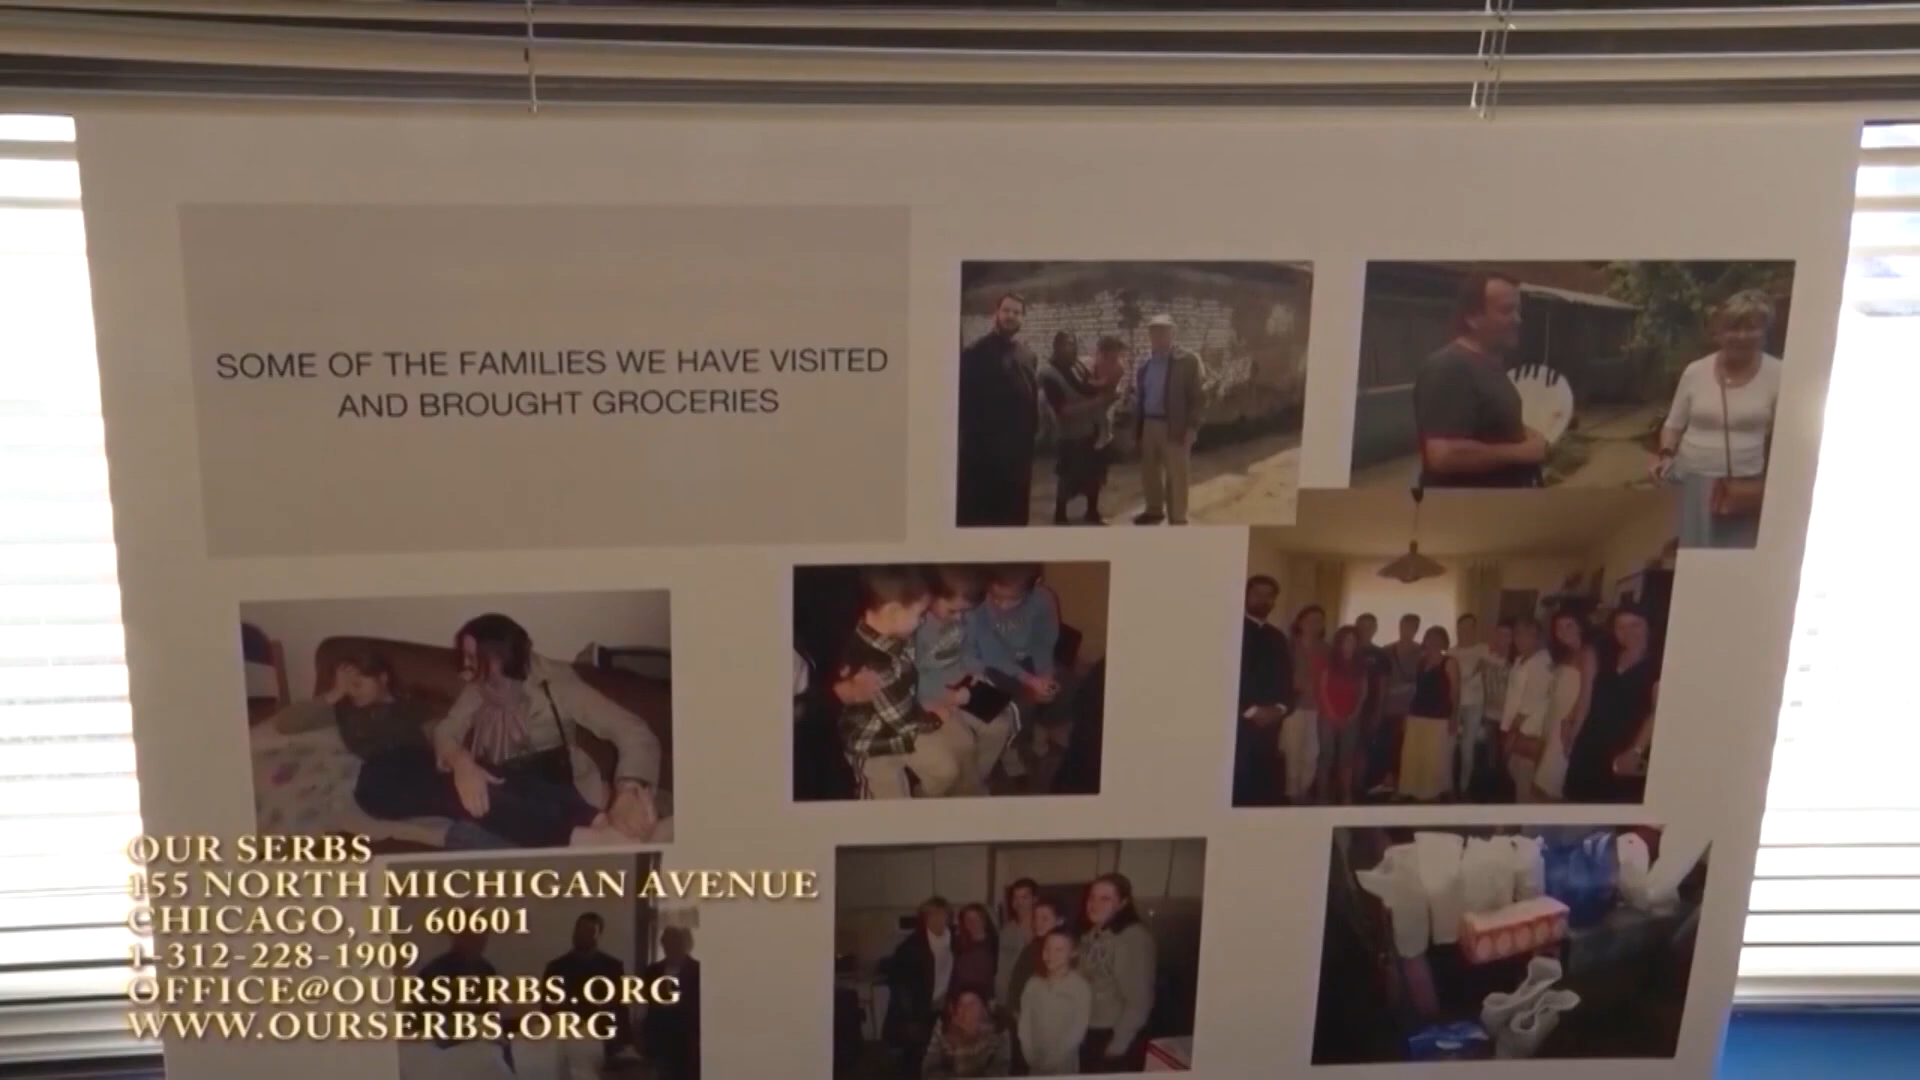 SOME OF THE FAMILIES WE HAVE VISITED
AND BROUGHT GROCERIES
OUR SERBS
155 NORTH MICHIGAN AVENUE
CHICAGO, IL 60601
1-312-228-1909
OFFICE@OURSERBS.ORG
WWW.OURSERBS.ORG